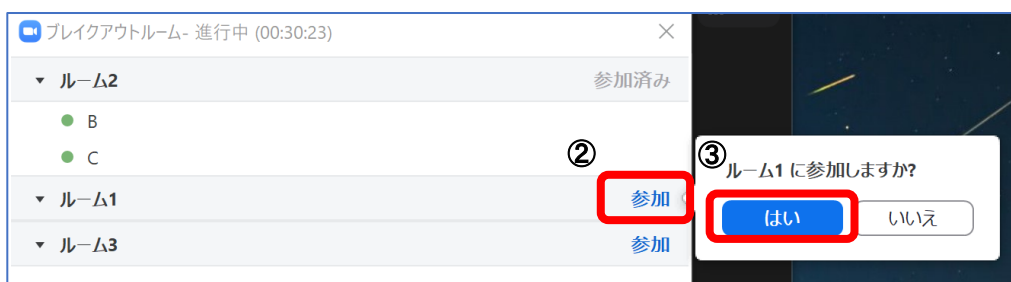 ブレイクアウトルーム- 進行中 (00:30:23)
ルーム2 参加済み
B
C
②
ルーム1 参加
ルーム3 参加
③
ルーム1 に参加しますか?
はい いいえ